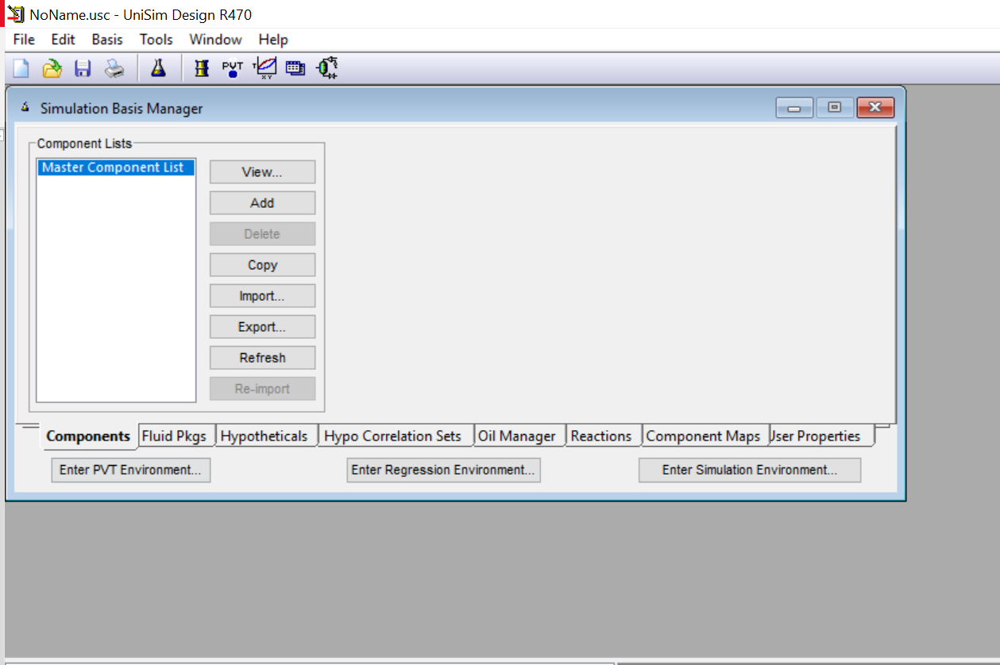 NoName.usc - UniSim Design R470
File Edit Basis Tools Window Help
PVT
T
X Y
Simulation Basis Manager
Component Lists
Master Component List
View...
Add
Delete
Copy
Import...
Export...
Refresh
Re-import
Components Fluid Pkgs Hypotheticals Hypo Correlation Sets Oil Manager Reactions Component Maps User Properties
Enter PVT Environment... Enter Regression Environment... Enter Simulation Environment...